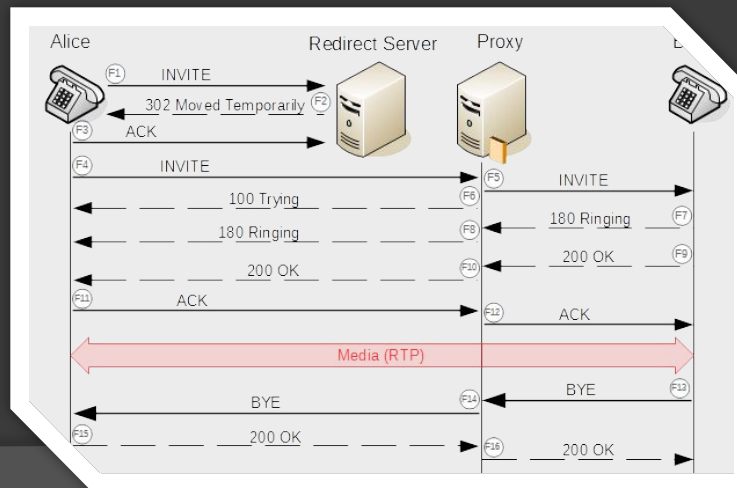 Alice
Redirect Server
Proxy
F1 INVITE
302 Moved Temporarily F2
F3 ACK
F4 INVITE
F5 INVITE
100 Trying F6
180 Ringing F7
180 Ringing F8
200 OK F9
200 OK F10
F11 ACK
F12 ACK
Media (RTP)
BYE F13
BYE F14
F15 200 OK
F16 200 OK